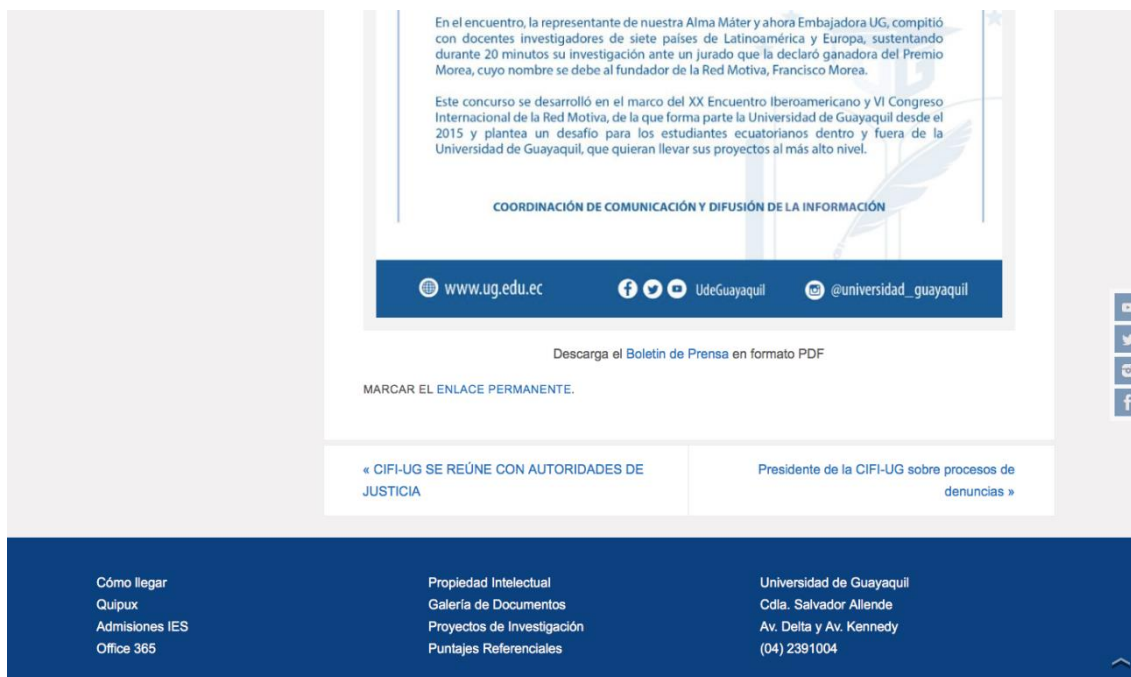 En el encuentro, la representante de nuestra Alma Máter y ahora Embajadora UG, compitió
con docentes investigadores de siete países de Latinoamérica y Europa, sustentando
durante 20 minutos su investigación ante un jurado que la declaró ganadora del Premio
Morea, cuyo nombre se debe al fundador de la Red Motiva, Francisco Morea.
Este concurso se desarrolló en el marco del XX Encuentro Iberoamericano y VI Congreso
Internacional de la Red Motiva, de la que forma parte la Universidad de Guayaquil desde el
2015 y plantea un desafío para los estudiantes ecuatorianos dentro y fuera de la
Universidad de Guayaquil, que quieran llevar sus proyectos al más alto nivel.
COORDINACIÓN DE COMUNICACIÓN Y DIFUSIÓN DE LA INFORMACIÓN
www.ug.edu.ec UdeGuayaquil @universidad_guayaquil
Descarga el Boletin de Prensa en formato PDF
MARCAR EL ENLACE PERMANENTE.
« CIFI-UG SE REÚNE CON AUTORIDADES DE
JUSTICIA
Presidente de la CIFI-UG sobre procesos de
denuncias »
Cómo llegar
Quipux
Admisiones IES
Office 365
Propiedad Intelectual
Galería de Documentos
Proyectos de Investigación
Puntajes Referenciales
Universidad de Guayaquil
Cdla. Salvador Allende
Av. Delta y Av. Kennedy
(04) 2391004